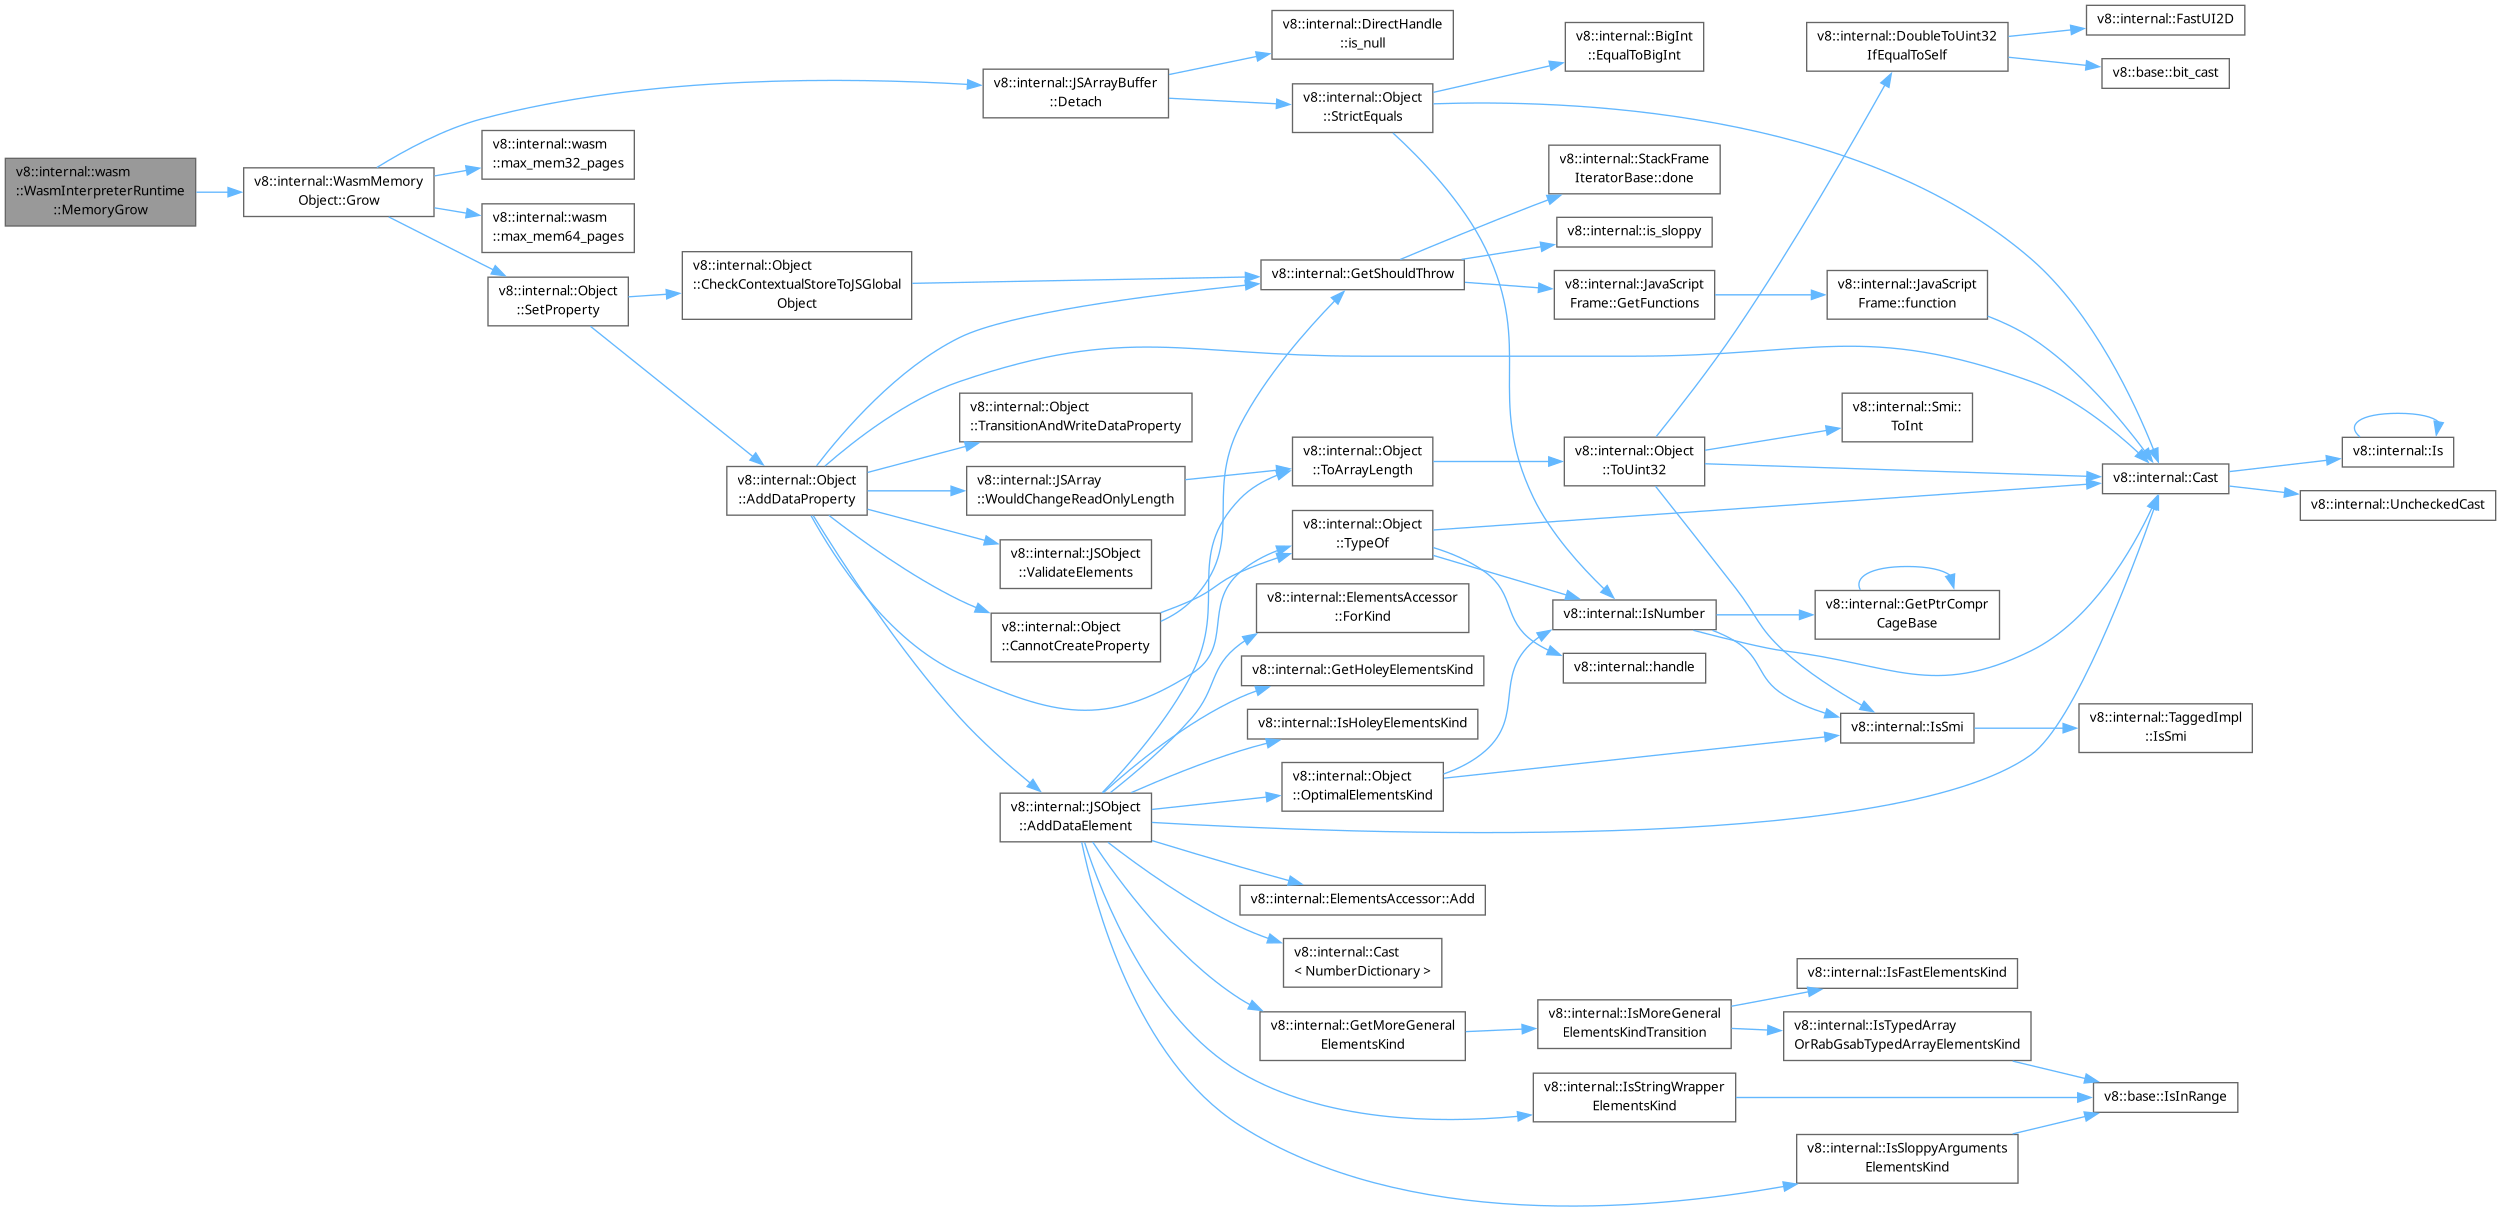 v8::internal::wasm
::WasmInterpreterRuntime
::MemoryGrow
v8::internal::WasmMemory
Object::Grow
v8::internal::JSArrayBuffer
::Detach
v8::internal::wasm
::max_mem32_pages
v8::internal::wasm
::max_mem64_pages
v8::internal::Object
::SetProperty
v8::internal::DirectHandle
::is_null
v8::internal::Object
::StrictEquals
v8::internal::BigInt
::EqualToBigInt
v8::internal::Object
::CheckContextualStoreToJSGlobal
Object
v8::internal::GetShouldThrow
v8::internal::StackFrame
IteratorBase::done
v8::internal::is_sloppy
v8::internal::JavaScript
Frame::GetFunctions
v8::internal::JavaScript
Frame::function
v8::internal::DoubleToUint32
IfEqualToSelf
v8::internal::FastUI2D
v8::base::bit_cast
v8::internal::Object
::AddDataProperty
v8::internal::Object
::TransitionAndWriteDataProperty
v8::internal::JSArray
::WouldChangeReadOnlyLength
v8::internal::JSObject
::ValidateElements
v8::internal::Object
::CannotCreateProperty
v8::internal::Object
::ToArrayLength
v8::internal::Object
::TypeOf
v8::internal::Object
::ToUint32
v8::internal::Smi::
ToInt
v8::internal::Cast
v8::internal::Is
v8::internal::UncheckedCast
v8::internal::IsNumber
v8::internal::GetPtrCompr
CageBase
v8::internal::handle
v8::internal::IsSmi
v8::internal::TaggedImpl
::IsSmi
v8::internal::JSObject
::AddDataElement
v8::internal::ElementsAccessor
::ForKind
v8::internal::GetHoleyElementsKind
v8::internal::IsHoleyElementsKind
v8::internal::Object
::OptimalElementsKind
v8::internal::ElementsAccessor::Add
v8::internal::Cast
< NumberDictionary >
v8::internal::GetMoreGeneral
ElementsKind
v8::internal::IsMoreGeneral
ElementsKindTransition
v8::internal::IsFastElementsKind
v8::internal::IsTypedArray
OrRabGsabTypedArrayElementsKind
v8::internal::IsStringWrapper
ElementsKind
v8::base::IsInRange
v8::internal::IsSloppyArguments
ElementsKind